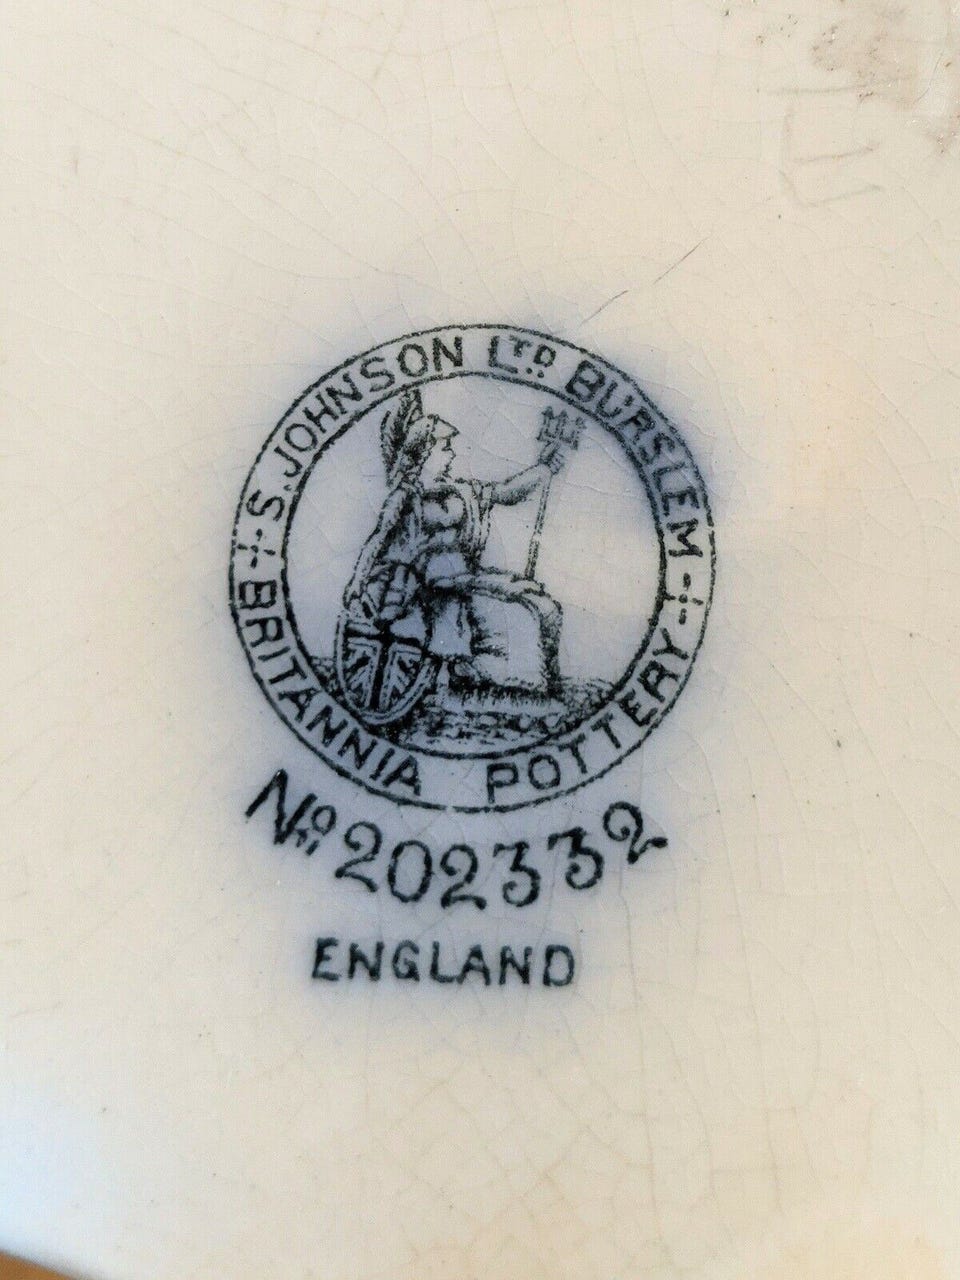 S. JOHNSON LTD BURSLEM
BRITANNIA POTTERY
No 202332
ENGLAND